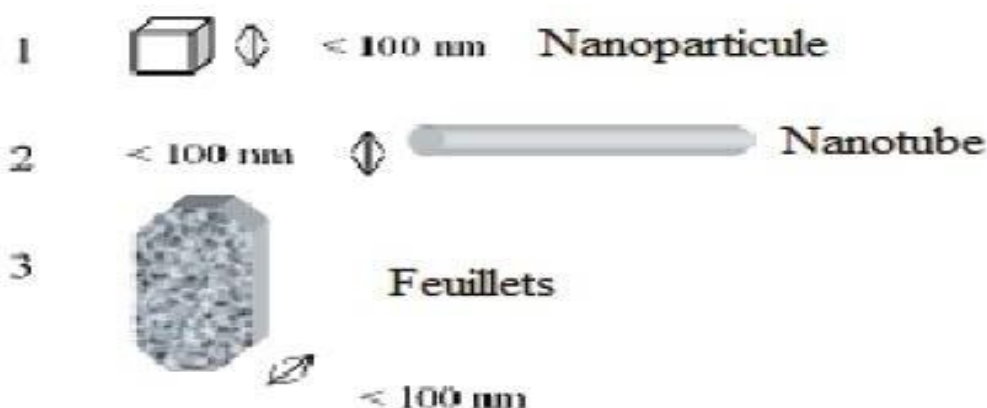 1 < 100 nm Nanoparticule
2 < 100 nm Nanotube
3 Feuillets
< 100 nm